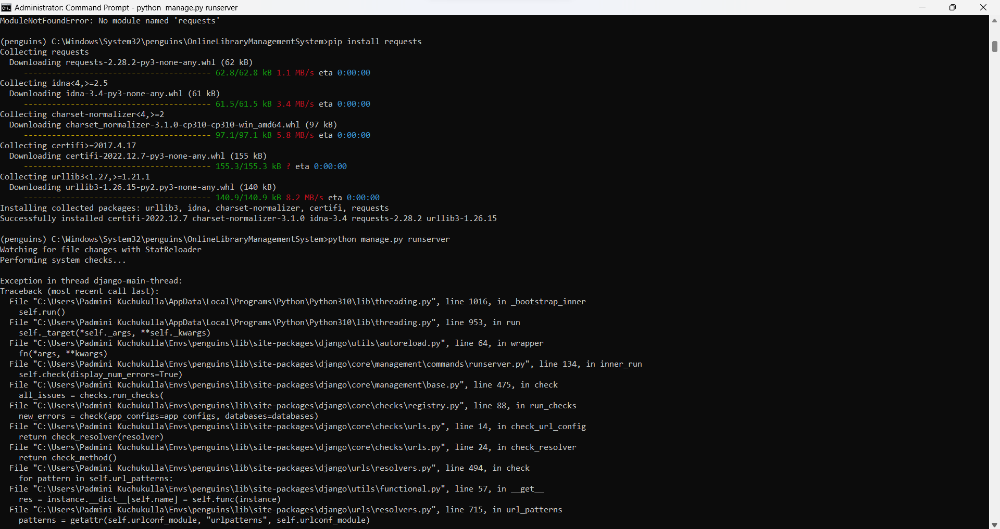 Administrator: Command Prompt - python  manage.py runserver
ModuleNotFoundError: No module named 'requests'
(penguins) C:\Windows\System32\penguins\OnlineLibraryManagementSystem>pip install requests
Collecting requests
  Downloading requests-2.28.2-py3-none-any.whl (62 kB)
     ---------------------------------------- 62.8/62.8 kB 1.1 MB/s eta 0:00:00
Collecting idna<4,>=2.5
  Downloading idna-3.4-py3-none-any.whl (61 kB)
     ---------------------------------------- 61.5/61.5 kB 3.4 MB/s eta 0:00:00
Collecting charset-normalizer<4,>=2
  Downloading charset_normalizer-3.1.0-cp310-cp310-win_amd64.whl (97 kB)
     ---------------------------------------- 97.1/97.1 kB 5.8 MB/s eta 0:00:00
Collecting certifi>=2017.4.17
  Downloading certifi-2022.12.7-py3-none-any.whl (155 kB)
     ---------------------------------------- 155.3/155.3 kB ? eta 0:00:00
Collecting urllib3<1.27,>=1.21.1
  Downloading urllib3-1.26.15-py2.py3-none-any.whl (140 kB)
     ---------------------------------------- 140.9/140.9 kB 8.2 MB/s eta 0:00:00
Installing collected packages: urllib3, idna, charset-normalizer, certifi, requests
Successfully installed certifi-2022.12.7 charset-normalizer-3.1.0 idna-3.4 requests-2.28.2 urllib3-1.26.15
(penguins) C:\Windows\System32\penguins\OnlineLibraryManagementSystem>python manage.py runserver
Watching for file changes with StatReloader
Performing system checks...
Exception in thread django-main-thread:
Traceback (most recent call last):
  File "C:\Users\Padmini Kuchukulla\AppData\Local\Programs\Python\Python310\lib\threading.py", line 1016, in _bootstrap_inner
    self.run()
  File "C:\Users\Padmini Kuchukulla\AppData\Local\Programs\Python\Python310\lib\threading.py", line 953, in run
    self._target(*self._args, **self._kwargs)
  File "C:\Users\Padmini Kuchukulla\Envs\penguins\lib\site-packages\django\utils\autoreload.py", line 64, in wrapper
    fn(*args, **kwargs)
  File "C:\Users\Padmini Kuchukulla\Envs\penguins\lib\site-packages\django\core\management\commands\runserver.py", line 134, in inner_run
    self.check(display_num_errors=True)
  File "C:\Users\Padmini Kuchukulla\Envs\penguins\lib\site-packages\django\core\management\base.py", line 475, in check
    all_issues = checks.run_checks(
  File "C:\Users\Padmini Kuchukulla\Envs\penguins\lib\site-packages\django\core\checks\registry.py", line 88, in run_checks
    new_errors = check(app_configs=app_configs, databases=databases)
  File "C:\Users\Padmini Kuchukulla\Envs\penguins\lib\site-packages\django\core\checks\urls.py", line 14, in check_url_config
    return check_resolver(resolver)
  File "C:\Users\Padmini Kuchukulla\Envs\penguins\lib\site-packages\django\core\checks\urls.py", line 24, in check_resolver
    return check_method()
  File "C:\Users\Padmini Kuchukulla\Envs\penguins\lib\site-packages\django\urls\resolvers.py", line 494, in check
    for pattern in self.url_patterns:
  File "C:\Users\Padmini Kuchukulla\Envs\penguins\lib\site-packages\django\utils\functional.py", line 57, in __get__
    res = instance.__dict__[self.name] = self.func(instance)
  File "C:\Users\Padmini Kuchukulla\Envs\penguins\lib\site-packages\django\urls\resolvers.py", line 715, in url_patterns
    patterns = getattr(self.urlconf_module, "urlpatterns", self.urlconf_module)